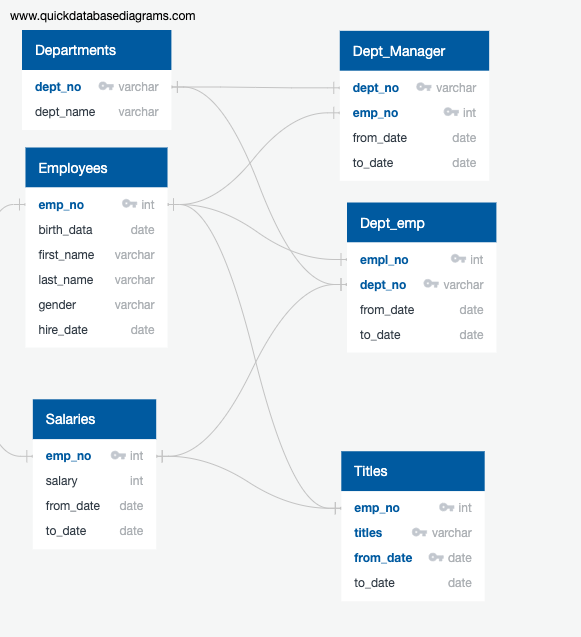 www.quickdatabasediagrams.com
Departments
dept_no varchar
dept_name varchar
Employees
emp_no int
birth_data date
first_name varchar
last_name varchar
gender varchar
hire_date date
Salaries
emp_no int
salary int
from_date date
to_date date
Dept_Manager
dept_no varchar
emp_no int
from_date date
to_date date
Dept_emp
empl_no int
dept_no varchar
from_date date
to_date date
Titles
emp_no int
titles varchar
from_date date
to_date date